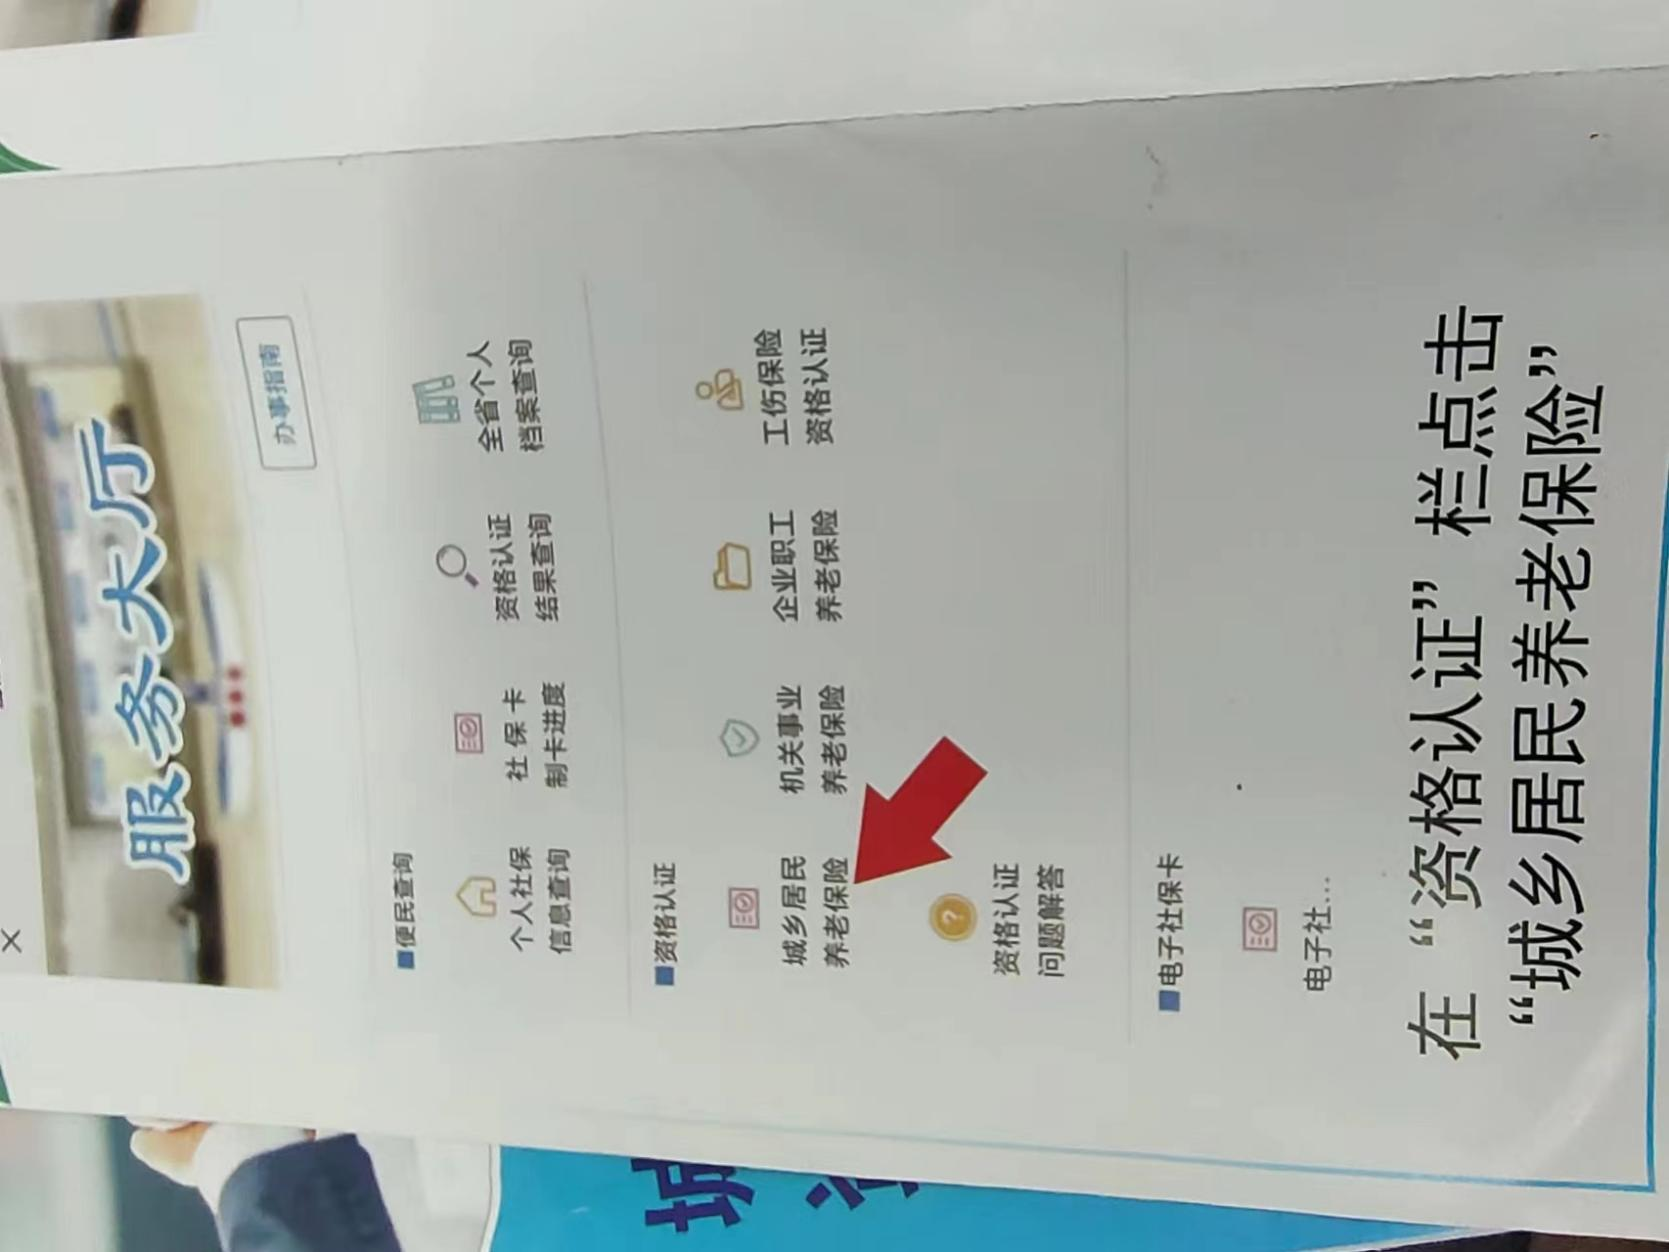 ×
服务大厅
办事指南
■便民查询
个人社保
信息查询
社保卡
制卡进度
资格认证
结果查询
全省个人
档案查询
■资格认证
城乡居民
养老保险
机关事业
养老保险
企业职工
养老保险
工伤保险
资格认证
?
资格认证
问题解答
■电子社保卡
电子社...
在“资格认证”栏点击
“城乡居民养老保险”
城